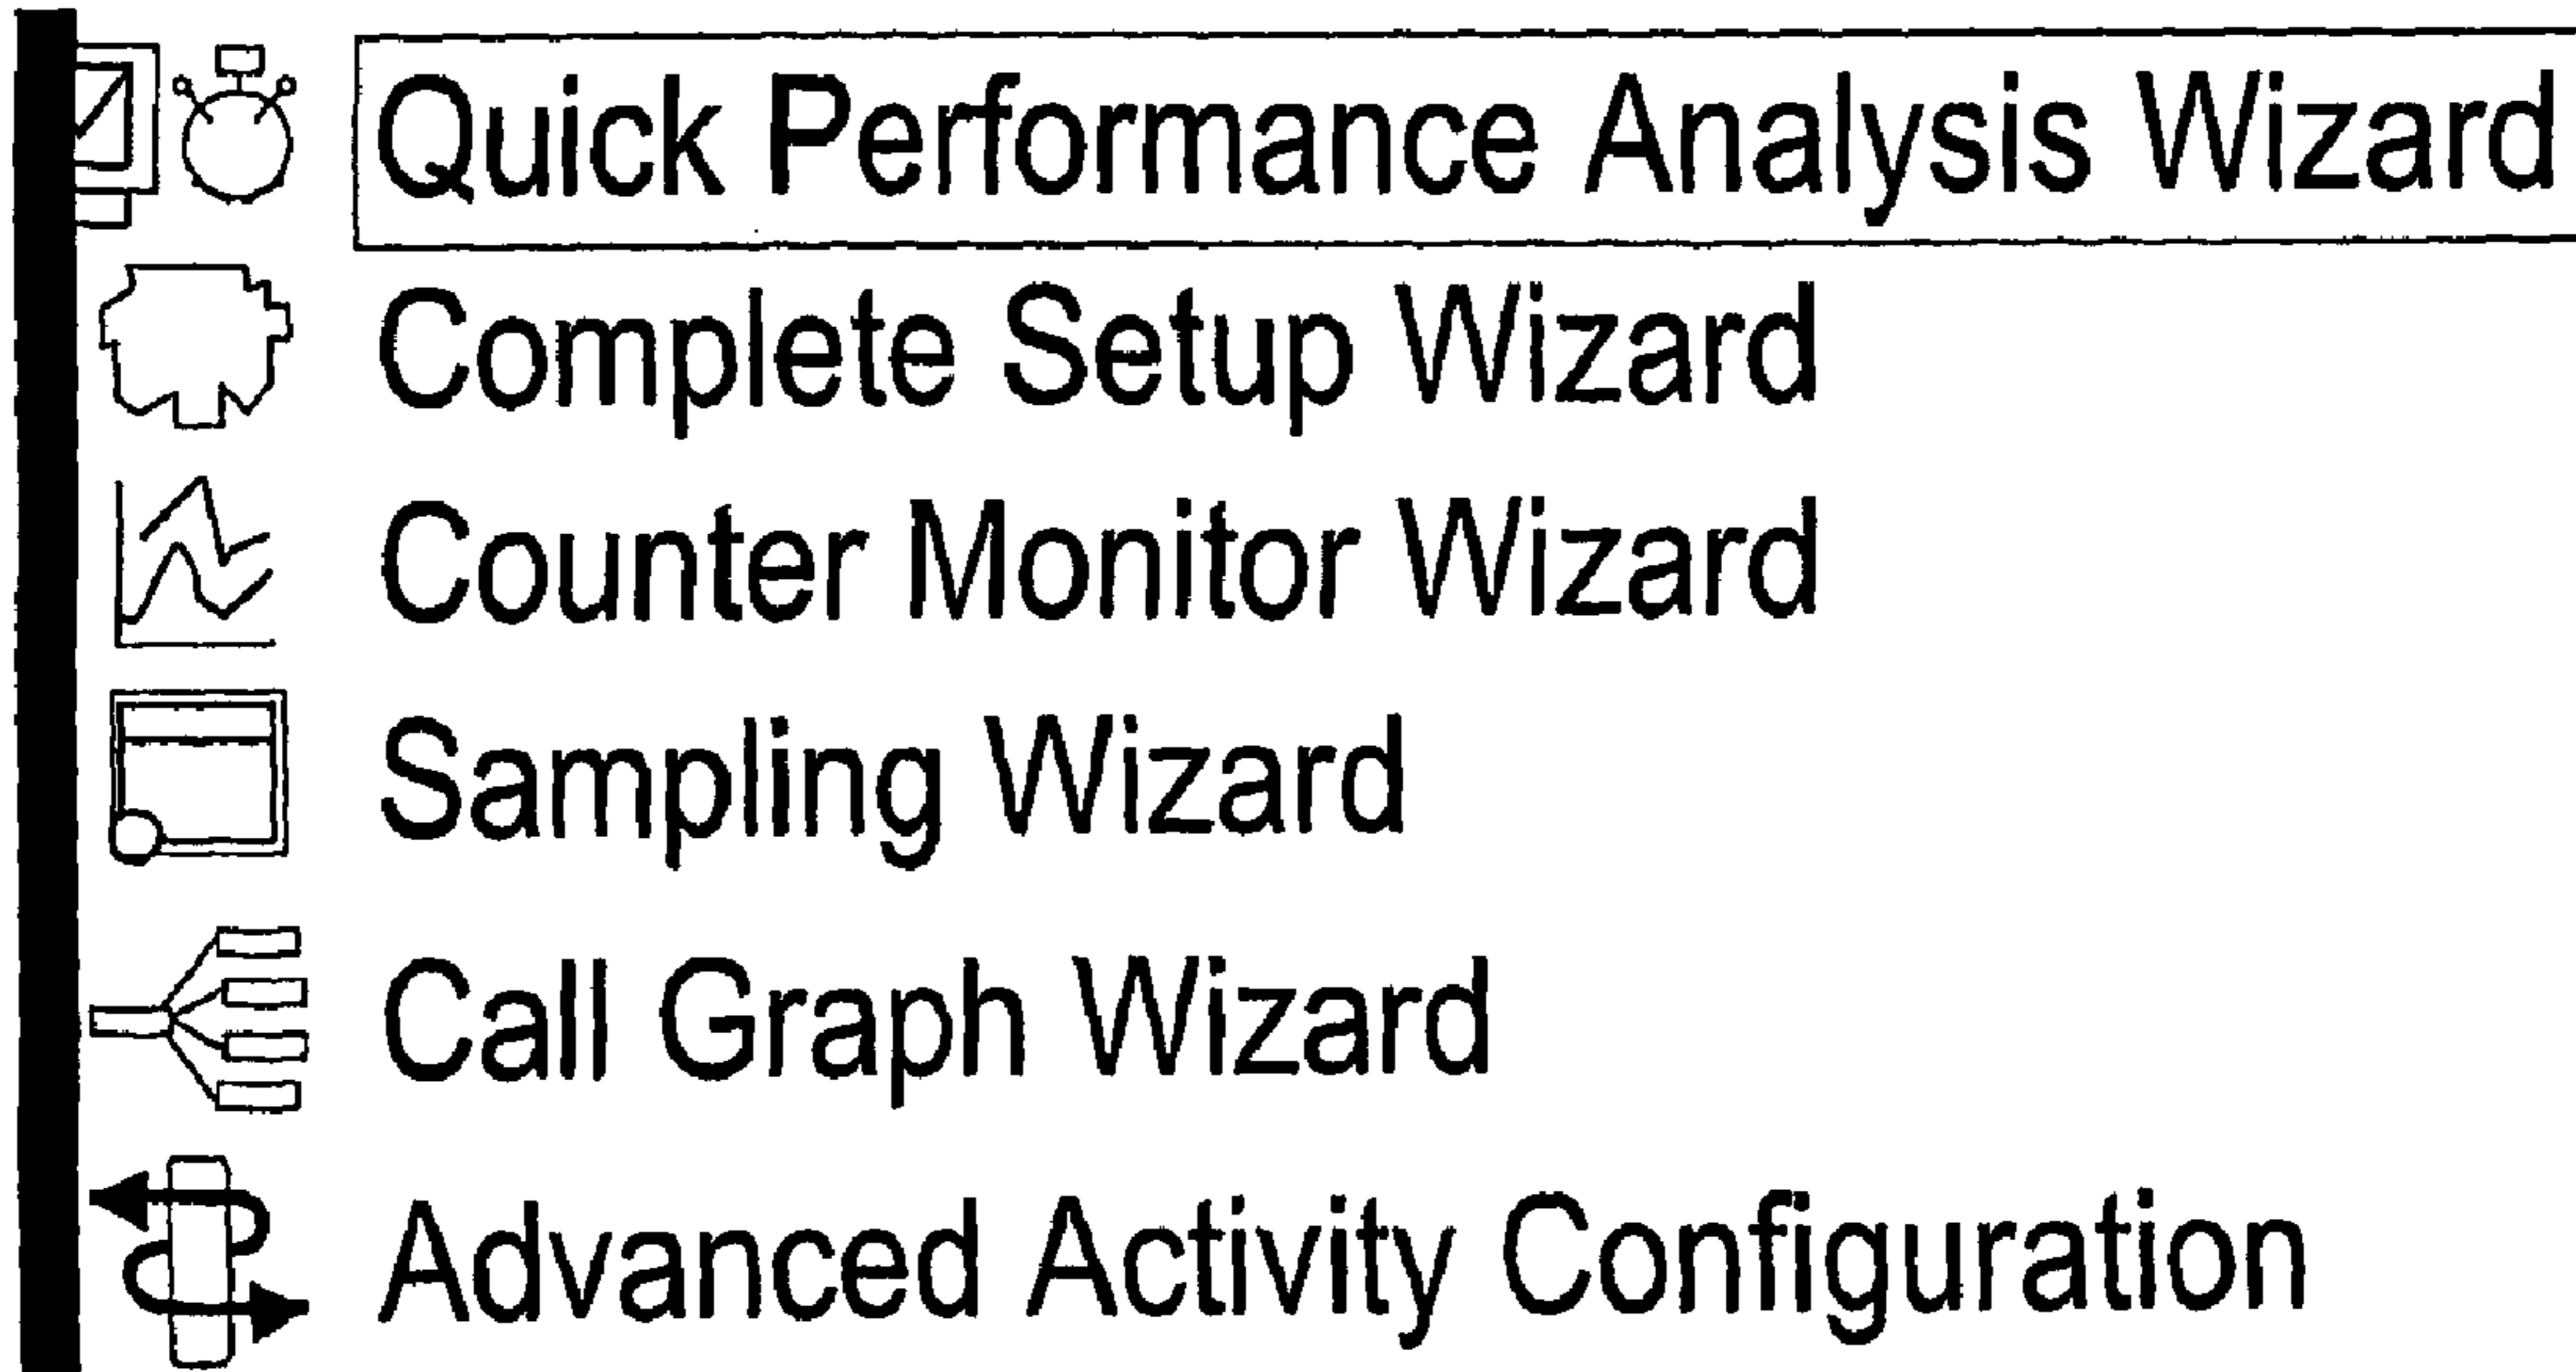 Quick Performance Analysis Wizard
Complete Setup Wizard
Counter Monitor Wizard
Sampling Wizard
Call Graph Wizard
Advanced Activity Configuration